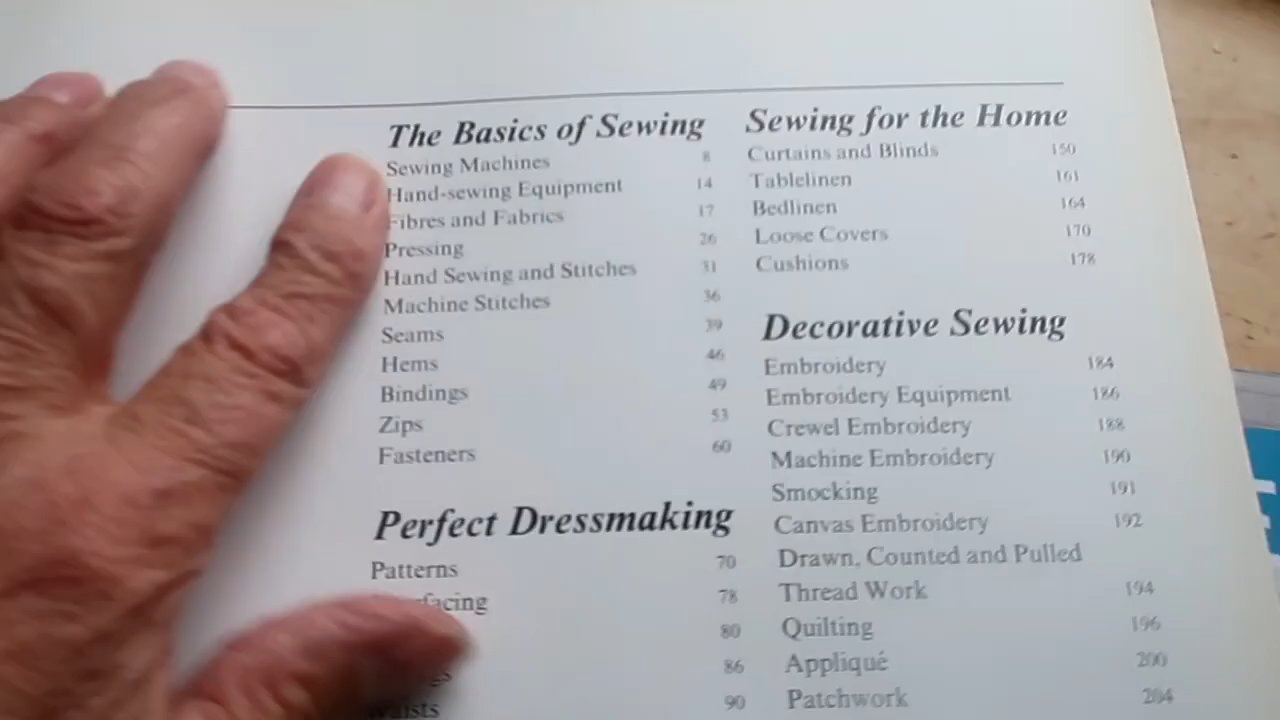 The Basics of Sewing
Sewing Machines 8
Hand-sewing Equipment 14
Fibres and Fabrics 17
Pressing 26
Hand Sewing and Stitches 31
Machine Stitches 36
Seams 39
Hems 46
Bindings 49
Zips 53
Fasteners 60
Perfect Dressmaking
Patterns 70
facing 78
80
86
90
Sewing for the Home
Curtains and Blinds 150
Tablelinen 161
Bedlinen 164
Loose Covers 170
Cushions 178
Decorative Sewing
Embroidery 184
Embroidery Equipment 186
Crewel Embroidery 188
Machine Embroidery 190
Smocking 191
Canvas Embroidery 192
Drawn, Counted and Pulled
Thread Work 194
Quilting 196
Appliqué 200
Patchwork 204